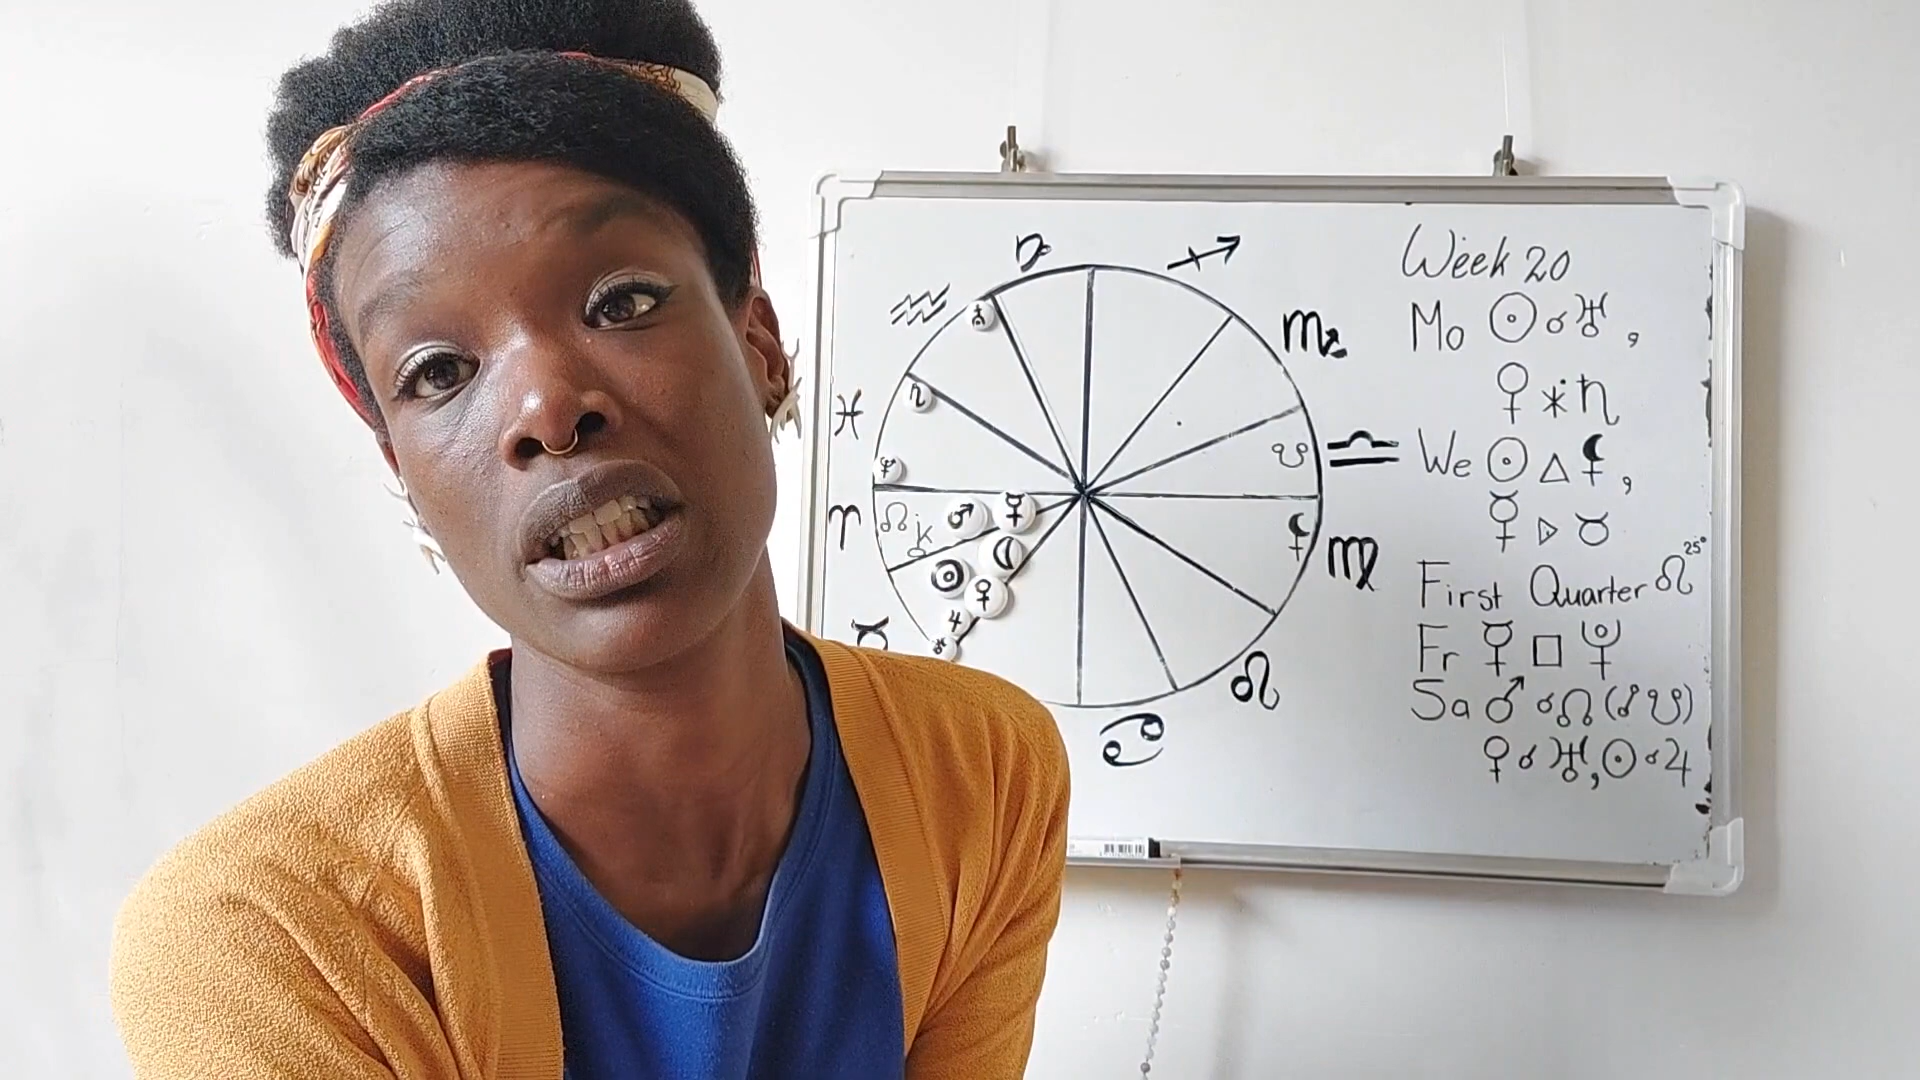 Week 20
Mo ☉ ☌ ♅,
♀ ⚹ ♄
We ☉ △ ⚸,
☿ ▷ ♉
First Quarter ♌ 25°
Fr ☿ □ ♇
Sa ♂ ☌ ☊ (☍ ☋)
♀ ☌ ♅, ☉ ☌ ♃
♑
♐
♒
♏
♓
♎
♈
♍
♉
♌
♋
♄
☋
♆
☊
⚷
♂
☿
⚸
☾
☉
♀
♃
♅